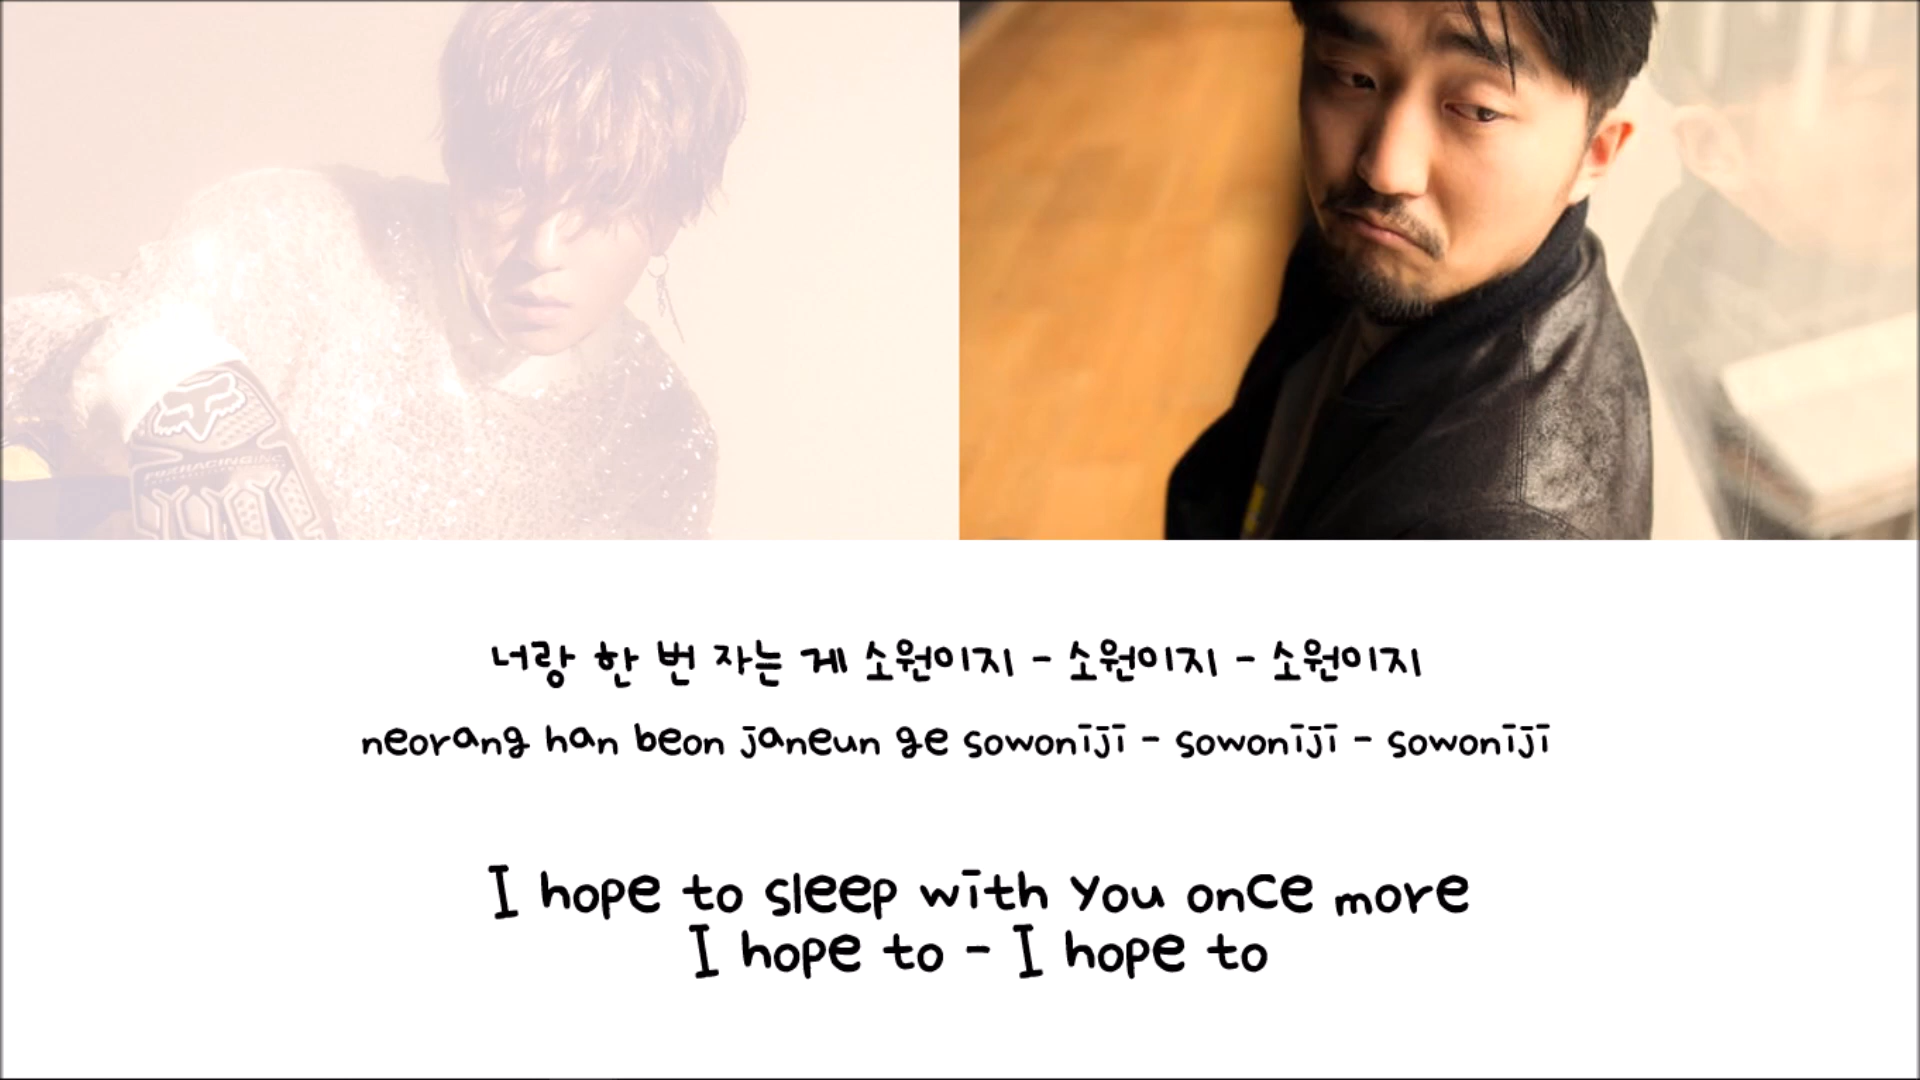 FOXRACING INC
너랑 한 번 자는 게 소원이지 - 소원이지 - 소원이지
neorang han beon janeun ge sowoniji - sowoniji - sowoniji
I hope to sleep with you once more
I hope to - I hope to